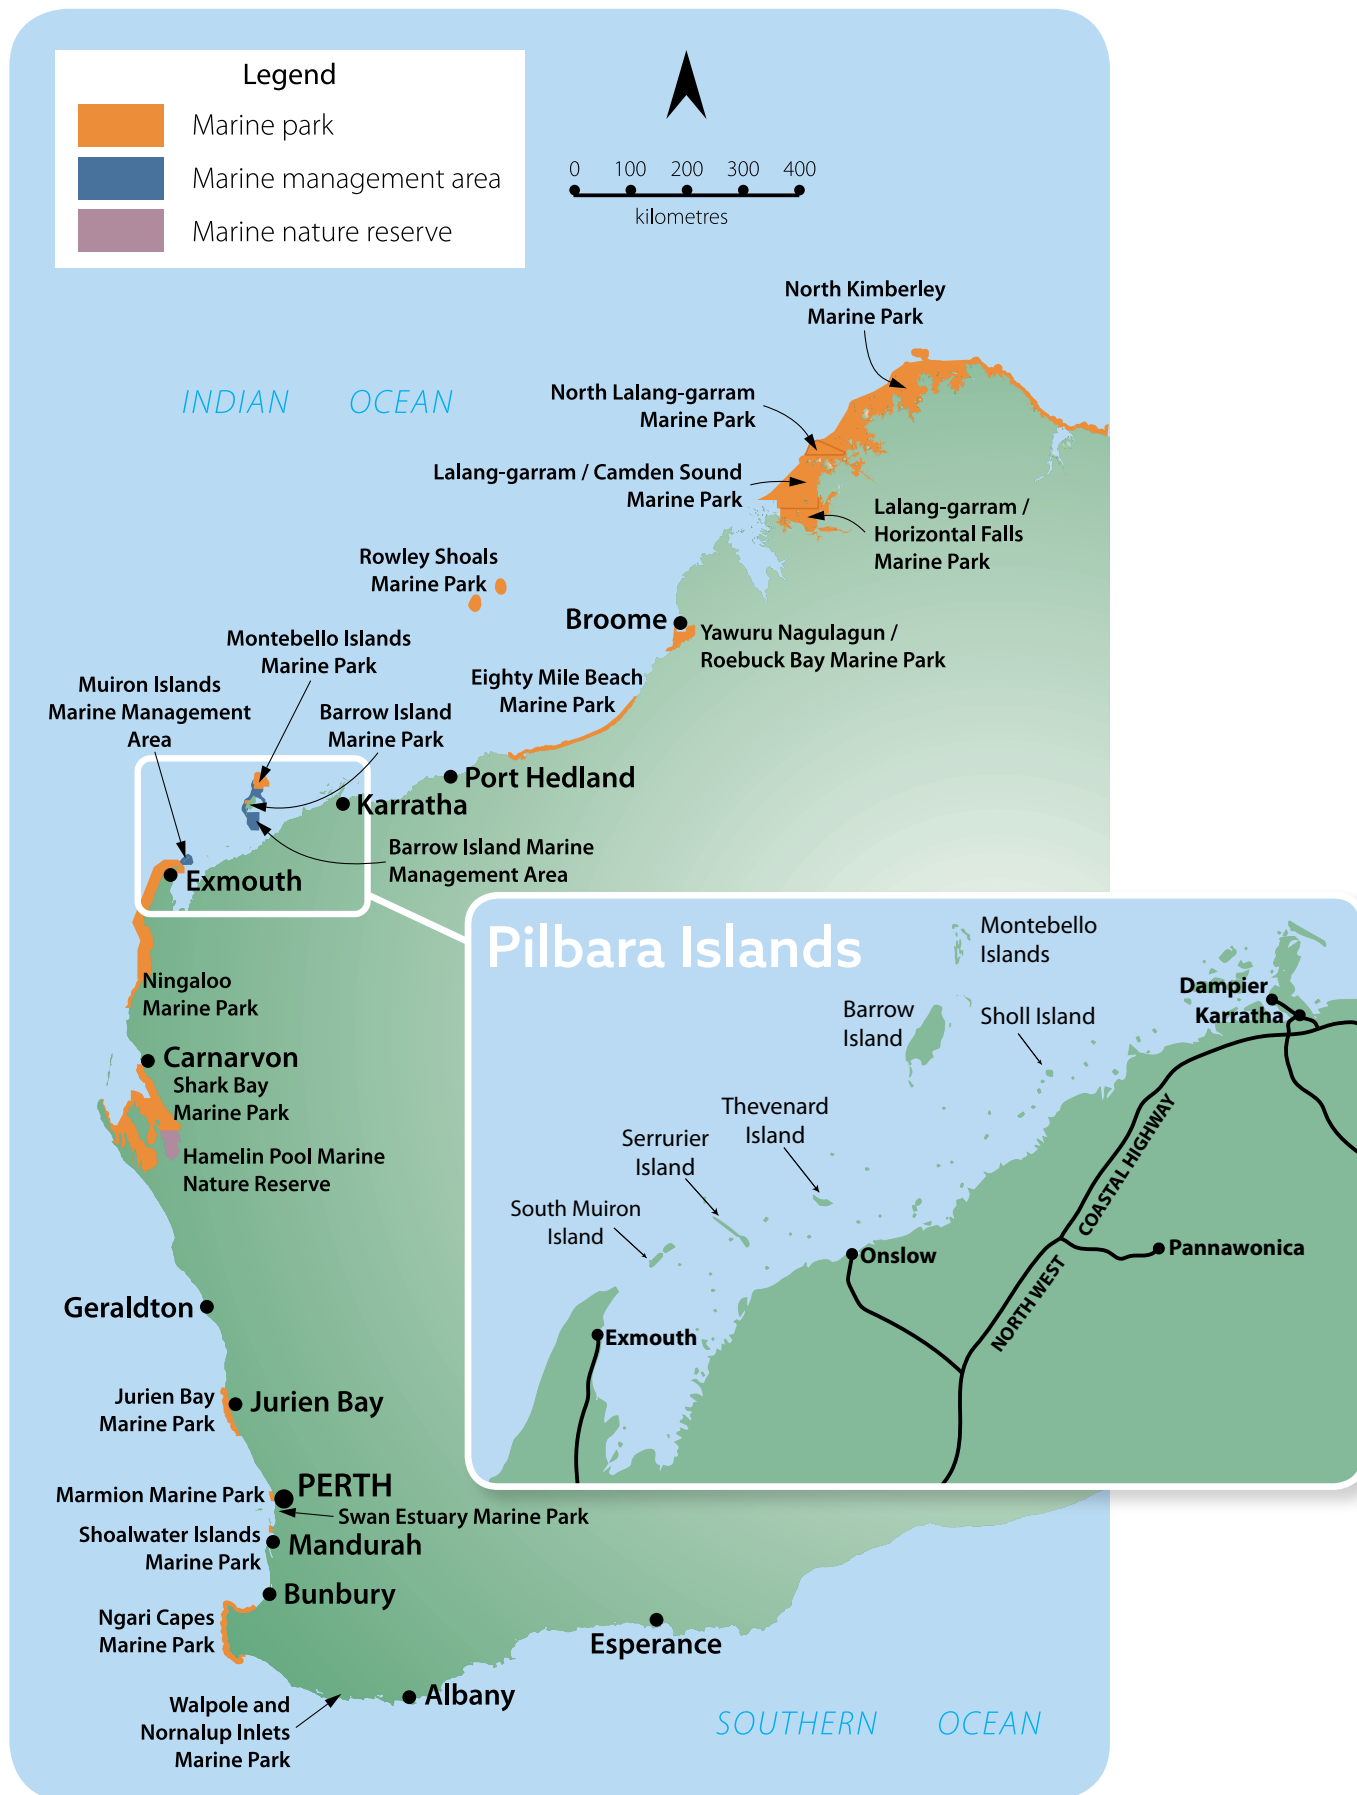 Legend
Marine park
Marine management area
Marine nature reserve
0 100 200 300 400
kilometres
North Kimberley
Marine Park
INDIAN OCEAN
North Lalang-garram
Marine Park
Lalang-garram / Camden Sound
Marine Park
Lalang-garram /
Horizontal Falls
Marine Park
Rowley Shoals
Marine Park
Broome
Yawuru Nagulagun /
Roebuck Bay Marine Park
Montebello Islands
Marine Park
Eighty Mile Beach
Marine Park
Muiron Islands
Marine Management
Area
Barrow Island
Marine Park
Port Hedland
Karratha
Barrow Island Marine
Management Area
Exmouth
Ningaloo
Marine Park
Carnarvon
Shark Bay
Marine Park
Hamelin Pool Marine
Nature Reserve
Geraldton
Jurien Bay
Marine Park
Jurien Bay
PERTH
Marmion Marine Park
Swan Estuary Marine Park
Shoalwater Islands
Marine Park
Mandurah
Bunbury
Ngari Capes
Marine Park
Esperance
Albany
Walpole and
Nornalup Inlets
Marine Park
SOUTHERN OCEAN
Pilbara Islands
Montebello
Islands
Dampier
Karratha
Barrow
Island
Sholl Island
Thevenard
Island
Serrurier
Island
South Muiron
Island
Onslow
Pannawonica
NORTH WEST COASTAL HIGHWAY
Exmouth